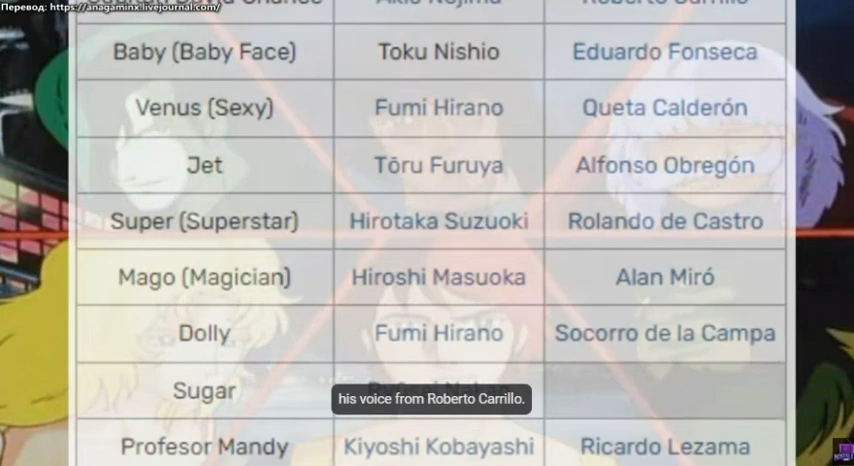 Перевод: https://anagaminx.livejournal.com/
Baby (Baby Face) Toku Nishio Eduardo Fonseca
Venus (Sexy) Fumi Hirano Queta Calderón
Jet Tōru Furuya Alfonso Obregón
Super (Superstar) Hirotaka Suzuoki Rolando de Castro
Mago (Magician) Hiroshi Masuoka Alan Miró
Dolly Fumi Hirano Socorro de la Campa
Sugar
his voice from Roberto Carrillo.
Profesor Mandy Kiyoshi Kobayashi Ricardo Lezama